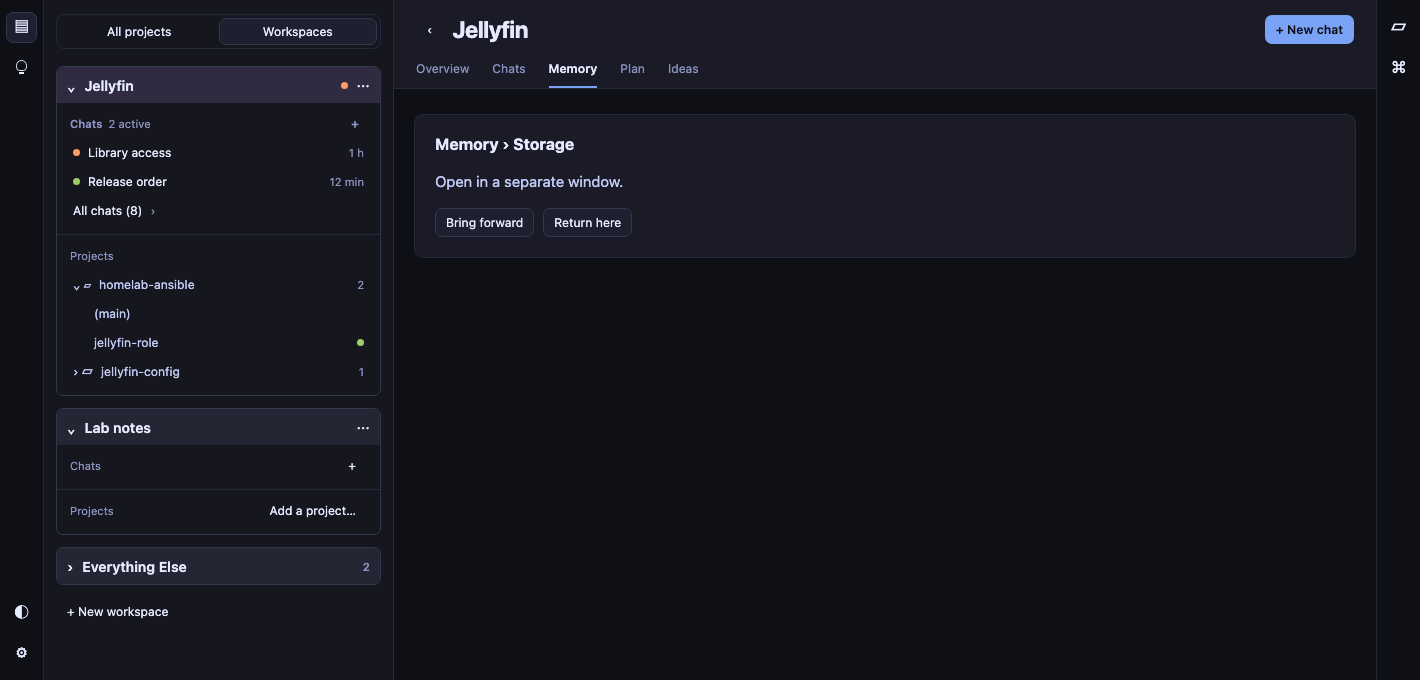 All projects
Workspaces
Jellyfin
Chats 2 active
+
Library access
1 h
Release order
12 min
All chats (8) ›
Projects
homelab-ansible
2
(main)
jellyfin-role
jellyfin-config
1
Lab notes
Chats
+
Projects
Add a project…
Everything Else
2
+ New workspace
‹ Jellyfin
+ New chat
Overview
Chats
Memory
Plan
Ideas
Memory › Storage
Open in a separate window.
Bring forward
Return here